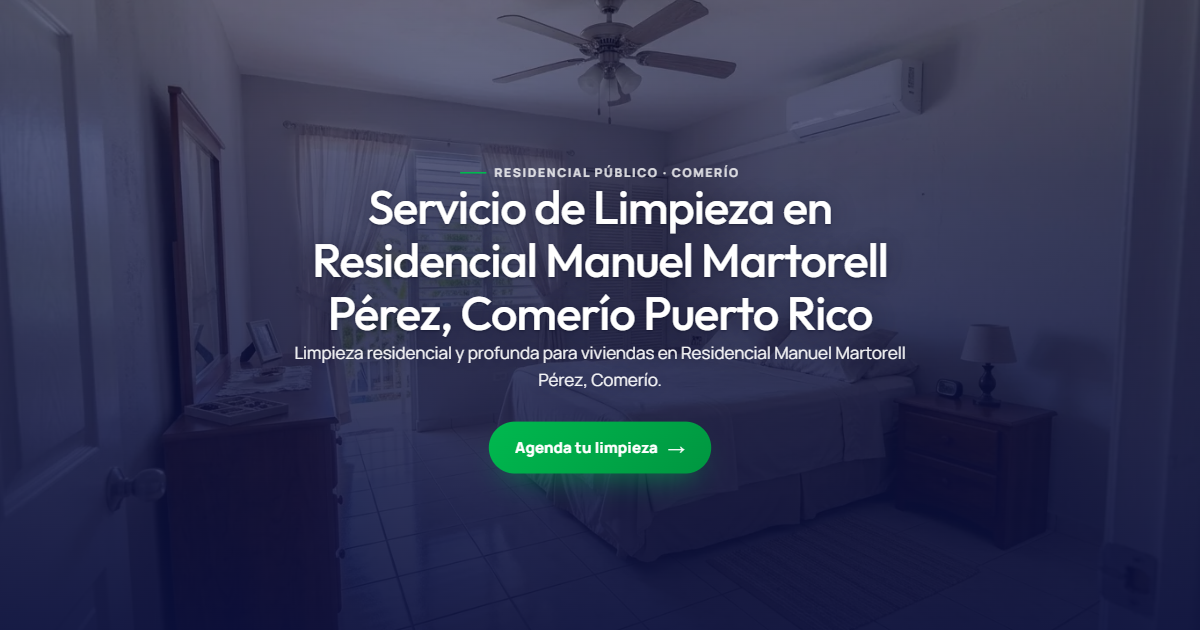 RESIDENCIAL PÚBLICO · COMERÍO
Servicio de Limpieza en
Residencial Manuel Martorell
Pérez, Comerío Puerto Rico
Limpieza residencial y profunda para viviendas en Residencial Manuel Martorell
Pérez, Comerío.
Agenda tu limpieza →